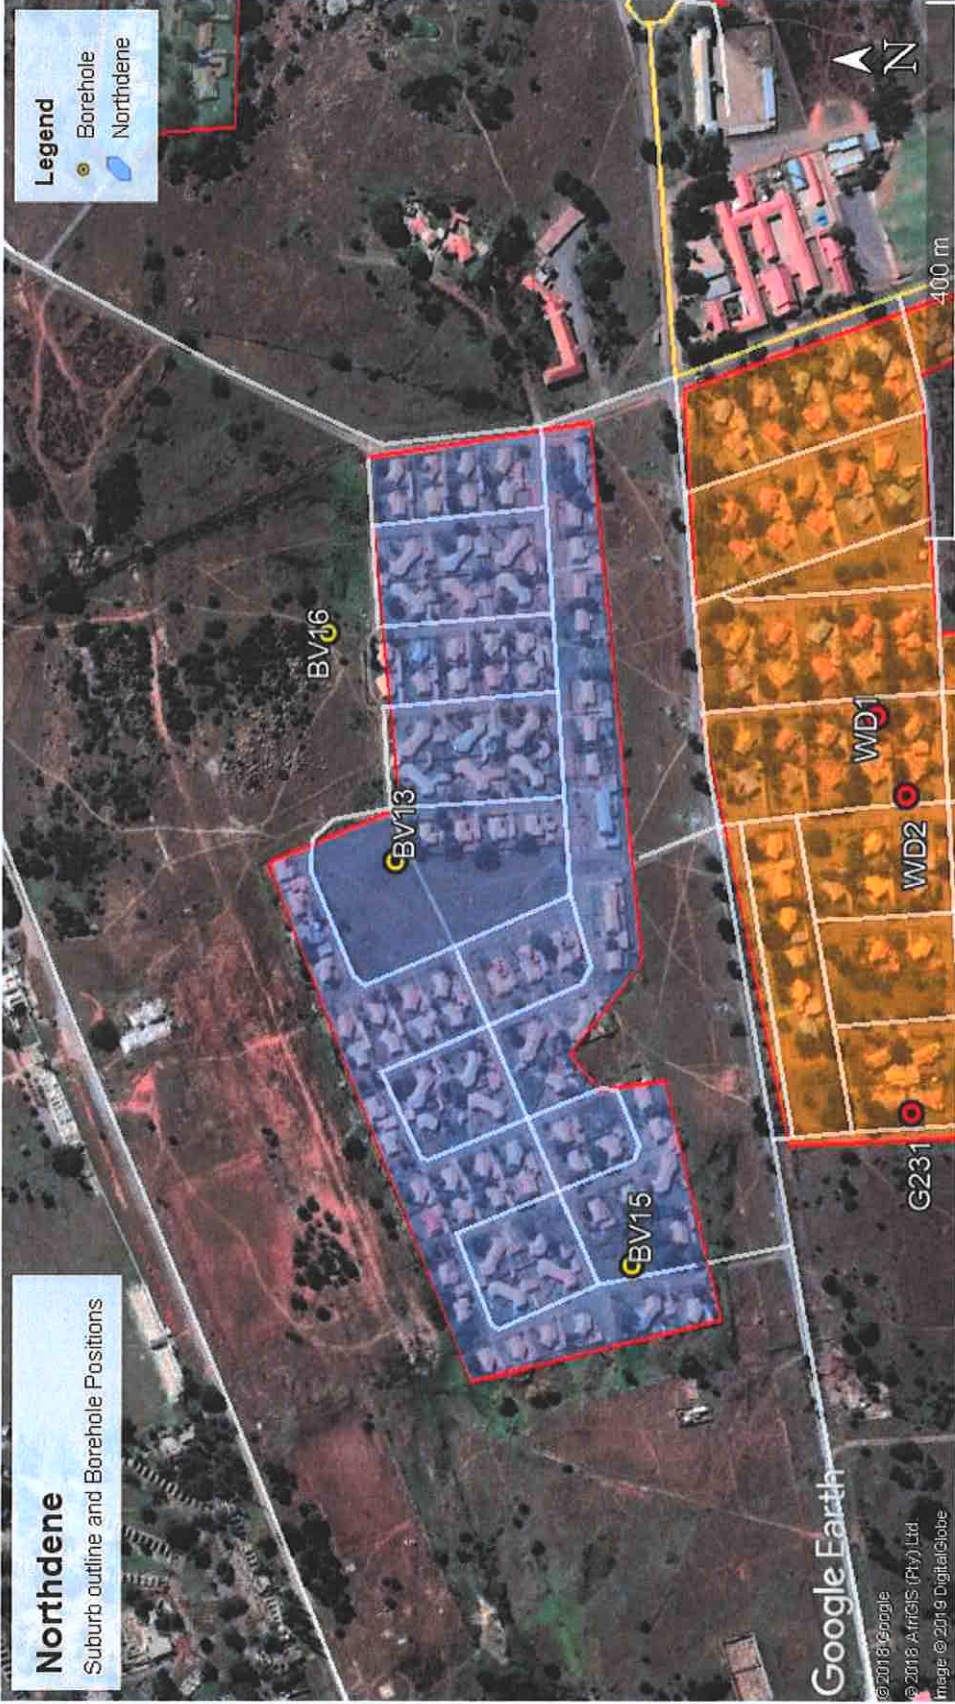 Northdene
Suburb outline and Borehole Positions
Legend
Borehole
Northdene
BV16
BV13
BV15
WD1
WD2
G231
Google Earth
© 2018 Google
© 2018 AfriGIS (Pty) Ltd.
Image © 2019 DigitalGlobe
N
400 m